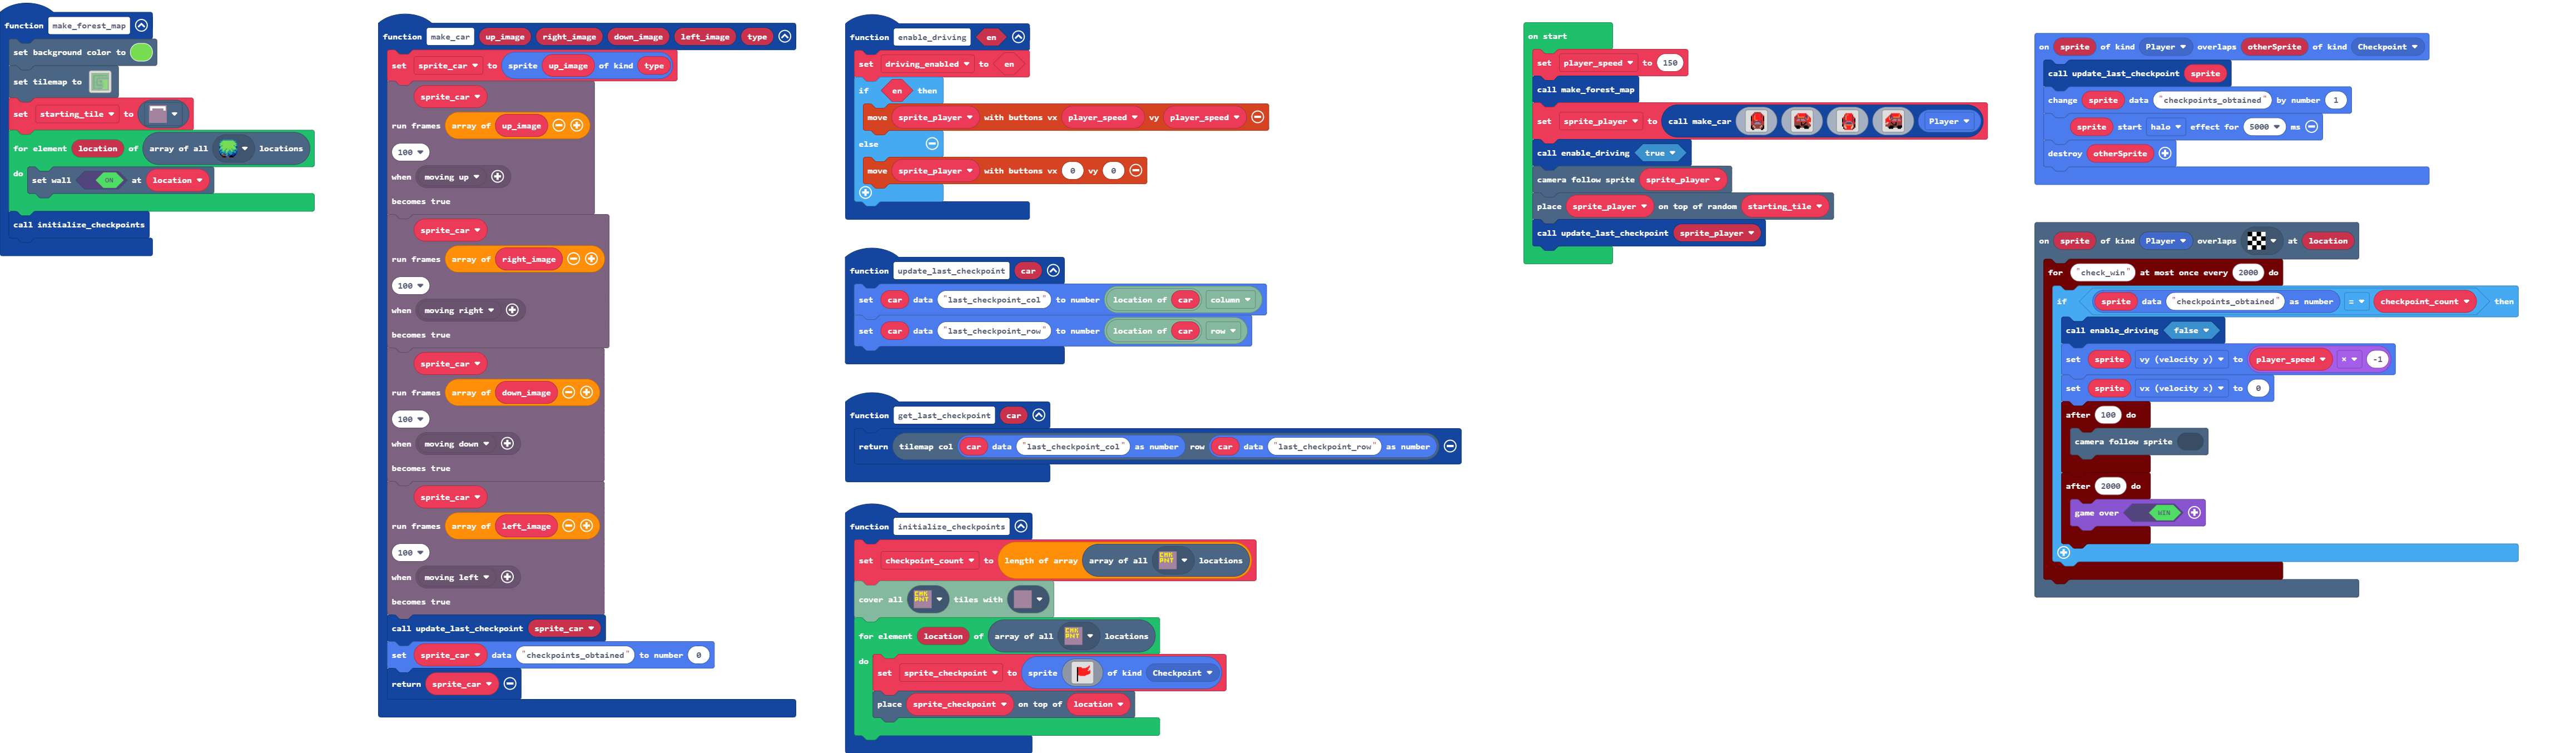 function make_forest_map
set background color to
set tilemap to
set starting_tile to
for element location of array of all locations
do set wall ON at location
call initialize_checkpoints
function make_car up_image right_image down_image left_image type
set sprite_car to sprite up_image of kind type
sprite_car
run frames array of up_image
100
when moving up
becomes true
sprite_car
run frames array of right_image
100
when moving right
becomes true
sprite_car
run frames array of down_image
100
when moving down
becomes true
sprite_car
run frames array of left_image
100
when moving left
becomes true
call update_last_checkpoint sprite_car
set sprite_car data "checkpoints_obtained" to number 0
return sprite_car
function enable_driving en
set driving_enabled to en
if en then
move sprite_player with buttons vx player_speed vy player_speed
else
move sprite_player with buttons vx 0 vy 0
function update_last_checkpoint car
set car data "last_checkpoint_col" to number location of car column
set car data "last_checkpoint_row" to number location of car row
function get_last_checkpoint car
return tilemap col car data "last_checkpoint_col" as number row car data "last_checkpoint_row" as number
function initialize_checkpoints
set checkpoint_count to length of array array of all CHK PNT locations
cover all CHK PNT tiles with
for element location of array of all CHK PNT locations
do
set sprite_checkpoint to sprite of kind Checkpoint
place sprite_checkpoint on top of location
on start
set player_speed to 150
call make_forest_map
set sprite_player to call make_car Player
call enable_driving true
camera follow sprite sprite_player
place sprite_player on top of random starting_tile
call update_last_checkpoint sprite_player
on sprite of kind Player overlaps otherSprite of kind Checkpoint
call update_last_checkpoint sprite
change sprite data "checkpoints_obtained" by number 1
sprite start halo effect for 5000 ms
destroy otherSprite
on sprite of kind Player overlaps at location
for "check_win" at most once every 2000 do
if sprite data "checkpoints_obtained" as number = checkpoint_count then
call enable_driving false
set sprite vy (velocity y) to player_speed × -1
set sprite vx (velocity x) to 0
after 100 do
camera follow sprite
after 2000 do
game over WIN